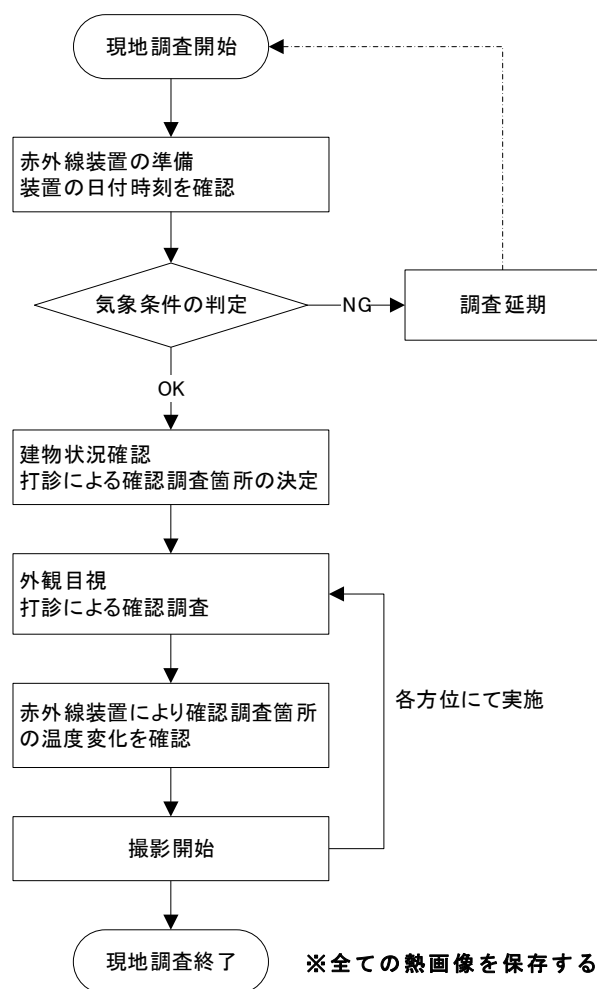 現地調査開始
赤外線装置の準備
装置の日付時刻を確認
気象条件の判定
NG
調査延期
OK
建物状況確認
打診による確認調査箇所の決定
外観目視
打診による確認調査
赤外線装置により確認調査箇所
の温度変化を確認
各方位にて実施
撮影開始
現地調査終了
※全ての熱画像を保存する